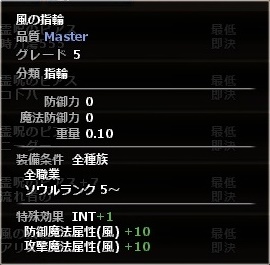 風の指輪
品質 Master
グレード 5
分類 指輪
防御力 0
魔法防御力 0
重量 0.10
装備条件 全種族
全職業
ソウルランク 5～
特殊効果 INT+1
防御魔法属性(風) +10
攻撃魔法属性(風) +10